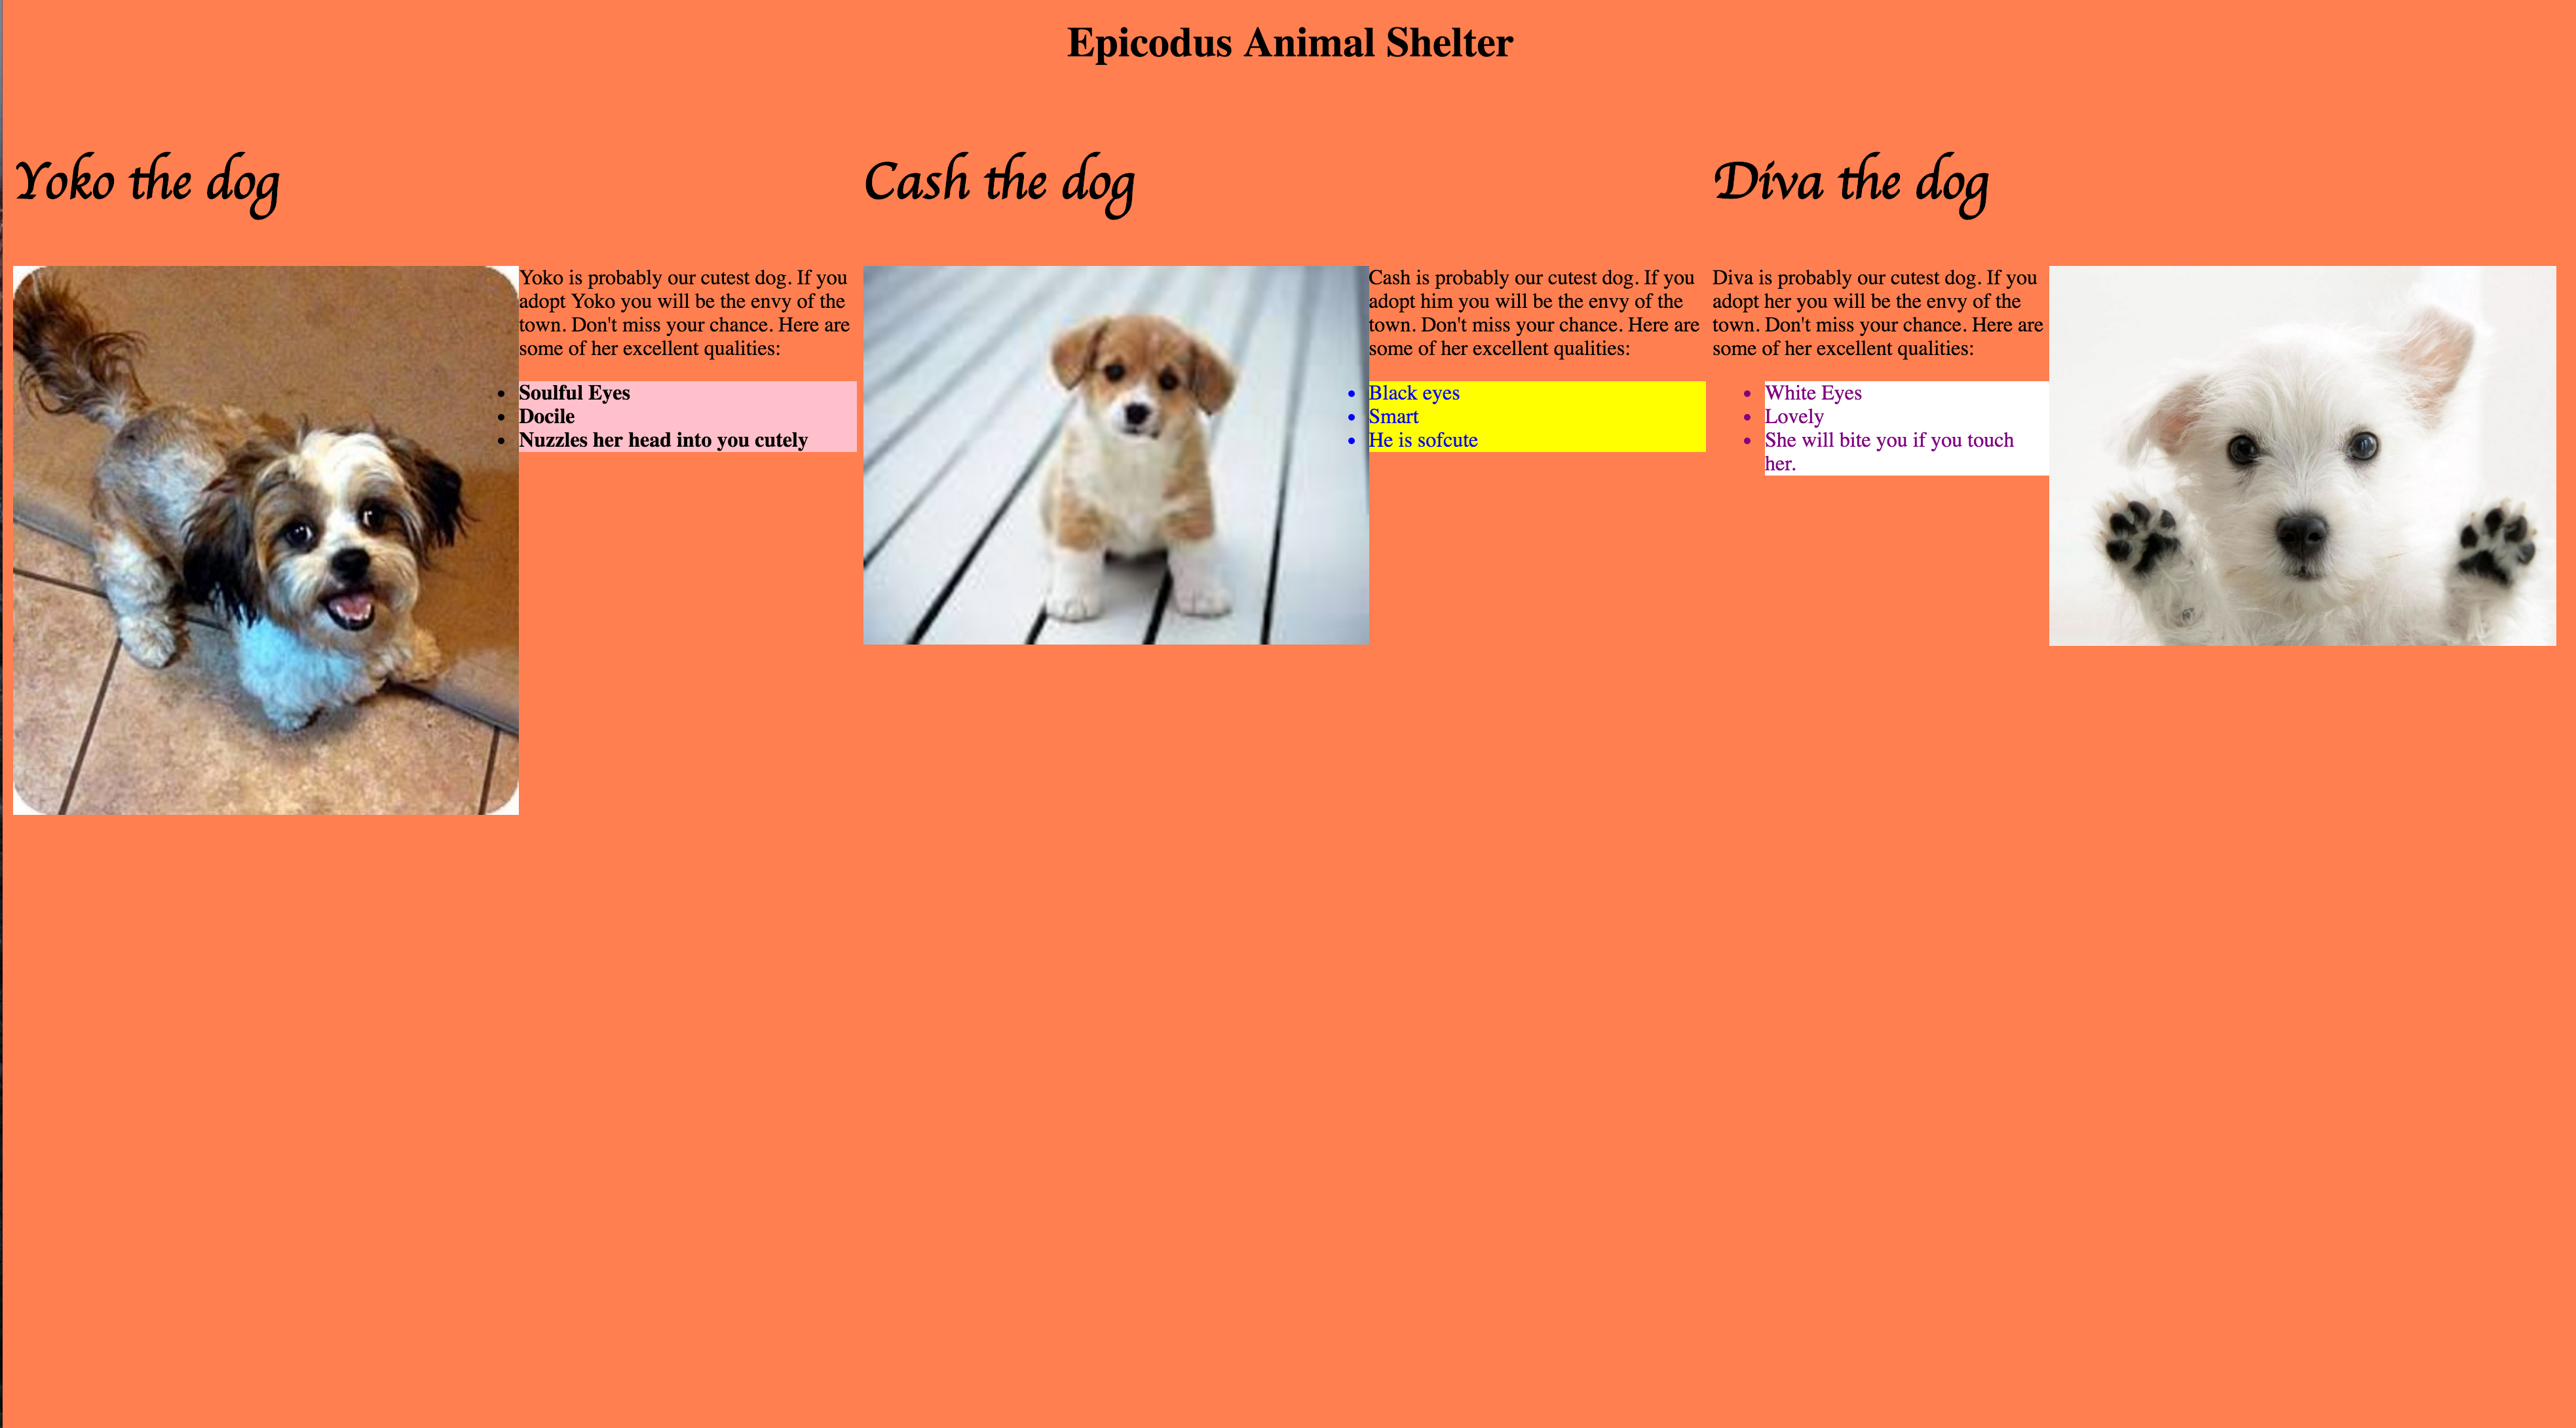 Epicodus Animal Shelter
Yoko the dog
Yoko is probably our cutest dog. If you
adopt Yoko you will be the envy of the
town. Don't miss your chance. Here are
some of her excellent qualities:
Soulful Eyes
Docile
Nuzzles her head into you cutely
Cash the dog
Cash is probably our cutest dog. If you
adopt him you will be the envy of the
town. Don't miss your chance. Here are
some of her excellent qualities:
Black eyes
Smart
He is sofcute
Diva the dog
Diva is probably our cutest dog. If you
adopt her you will be the envy of the
town. Don't miss your chance. Here are
some of her excellent qualities:
White Eyes
Lovely
She will bite you if you touch
her.